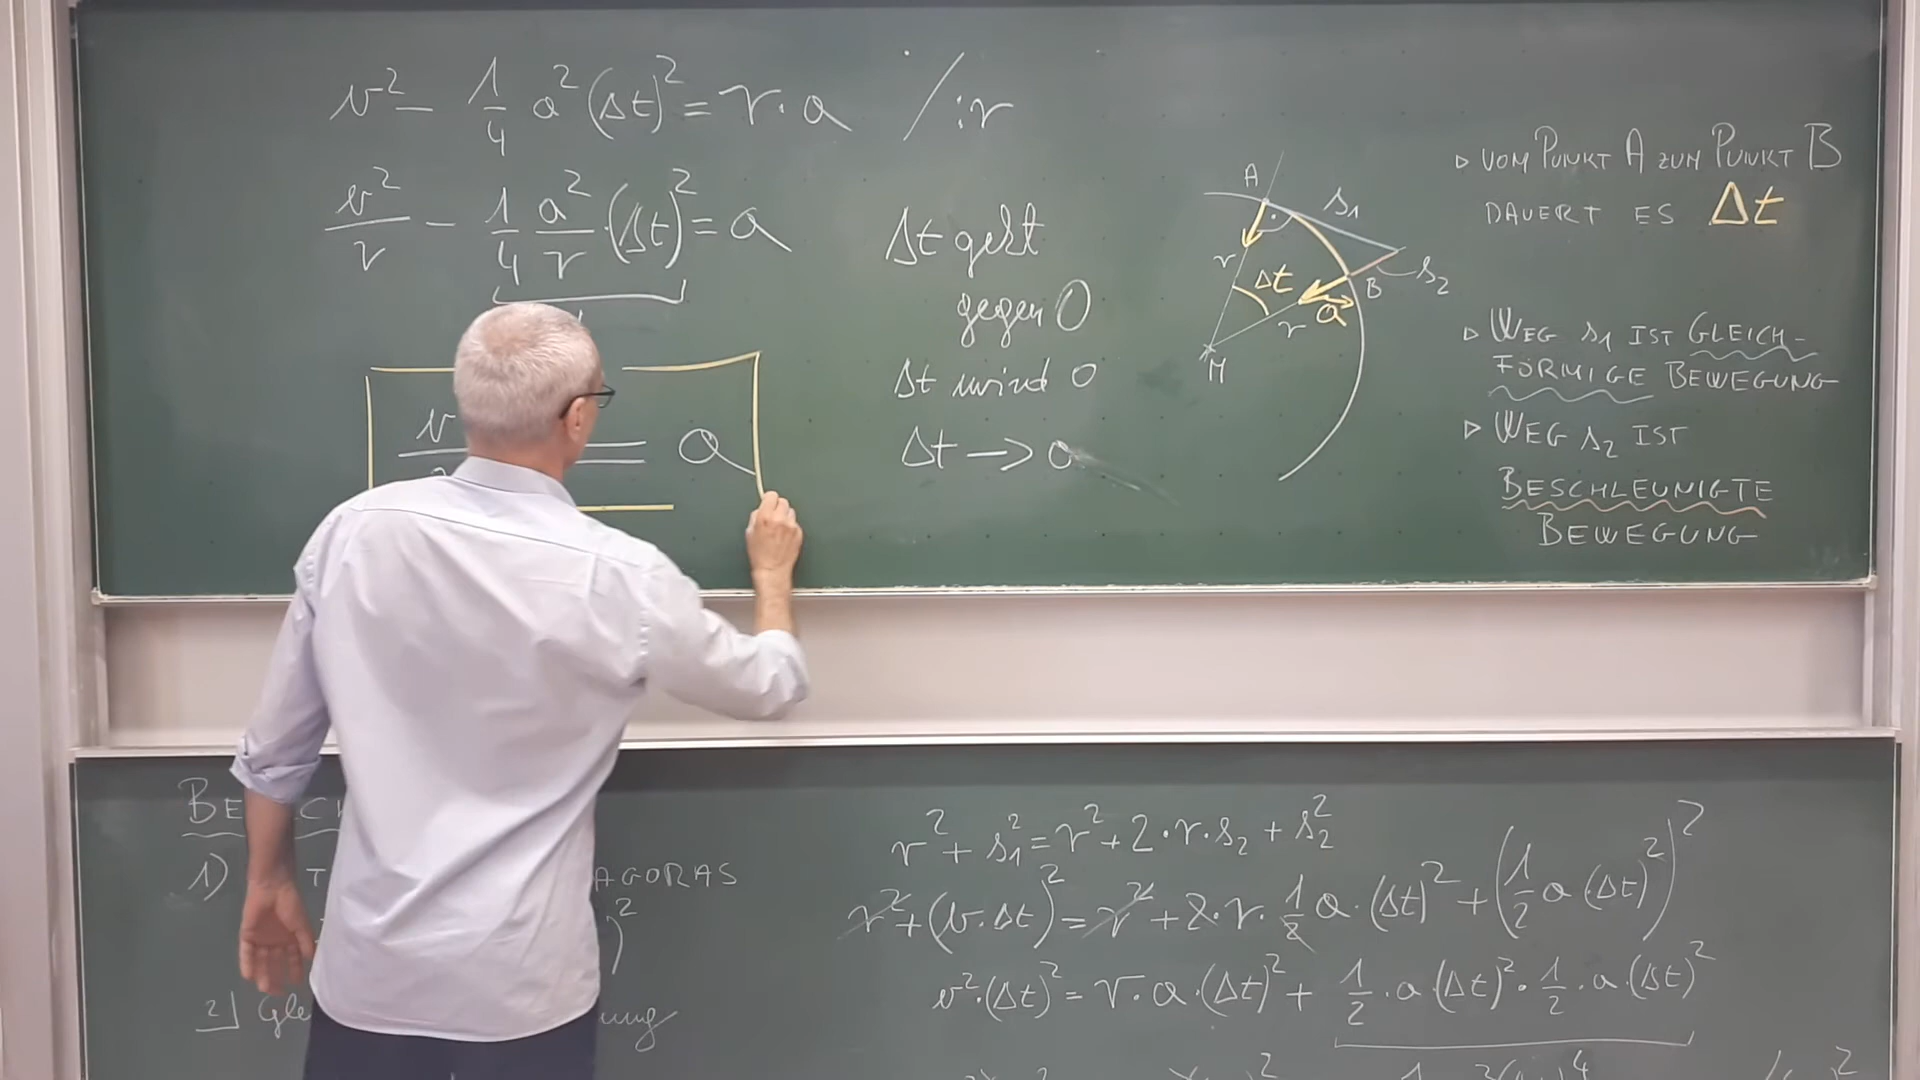 v² - 1/4 a² (Δt)² = r · a /:r
v²/r - 1/4 a²/r · (Δt)² = a
v = a
Δt geht
gegen 0
Δt wird 0
Δt → 0
A
S₁
r
Δt
B
S₂
a
r
M
▷ VOM PUNKT A ZUM PUNKT B
DAUERT ES Δt
▷ WEG S₁ IST GLEICH-
FÖRMIGE BEWEGUNG
▷ WEG S₂ IST
BESCHLEUNIGTE
BEWEGUNG
1) AGORAS
)²
2)
r² + s₁² = r² + 2 · r · s₂ + s₂²
r² + (v · Δt)² = r² + 2 · r · 1/2 a · (Δt)² + (1/2 a (Δt)²)²
v² · (Δt)² = r · a · (Δt)² + 1/2 · a (Δt)² · 1/2 · a · (Δt)²